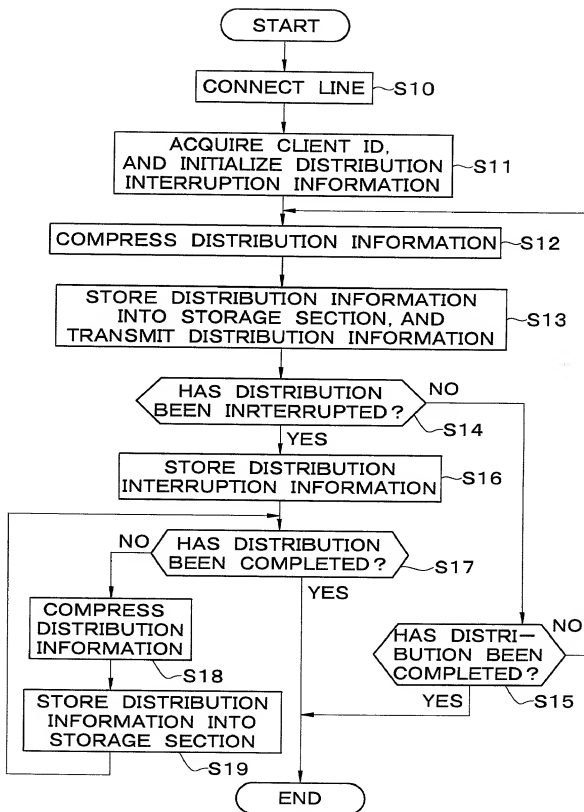 START
CONNECT LINE
S10
ACQUIRE CLIENT ID,
AND INITIALIZE DISTRIBUTION
INTERRUPTION INFORMATION
S11
COMPRESS DISTRIBUTION INFORMATION
S12
STORE DISTRIBUTION INFORMATION
INTO STORAGE SECTION, AND
TRANSMIT DISTRIBUTION INFORMATION
S13
HAS DISTRIBUTION
BEEN INRTERRUPTED?
NO
S14
YES
STORE DISTRIBUTION
INTERRUPTION INFORMATION
S16
NO
HAS DISTRIBUTION
BEEN COMPLETED?
S17
YES
COMPRESS
DISTRIBUTION
INFORMATION
S18
HAS DISTRI-
BUTION BEEN
COMPLETED?
NO
YES
S15
STORE DISTRIBUTION
INFORMATION INTO
STORAGE SECTION
S19
END